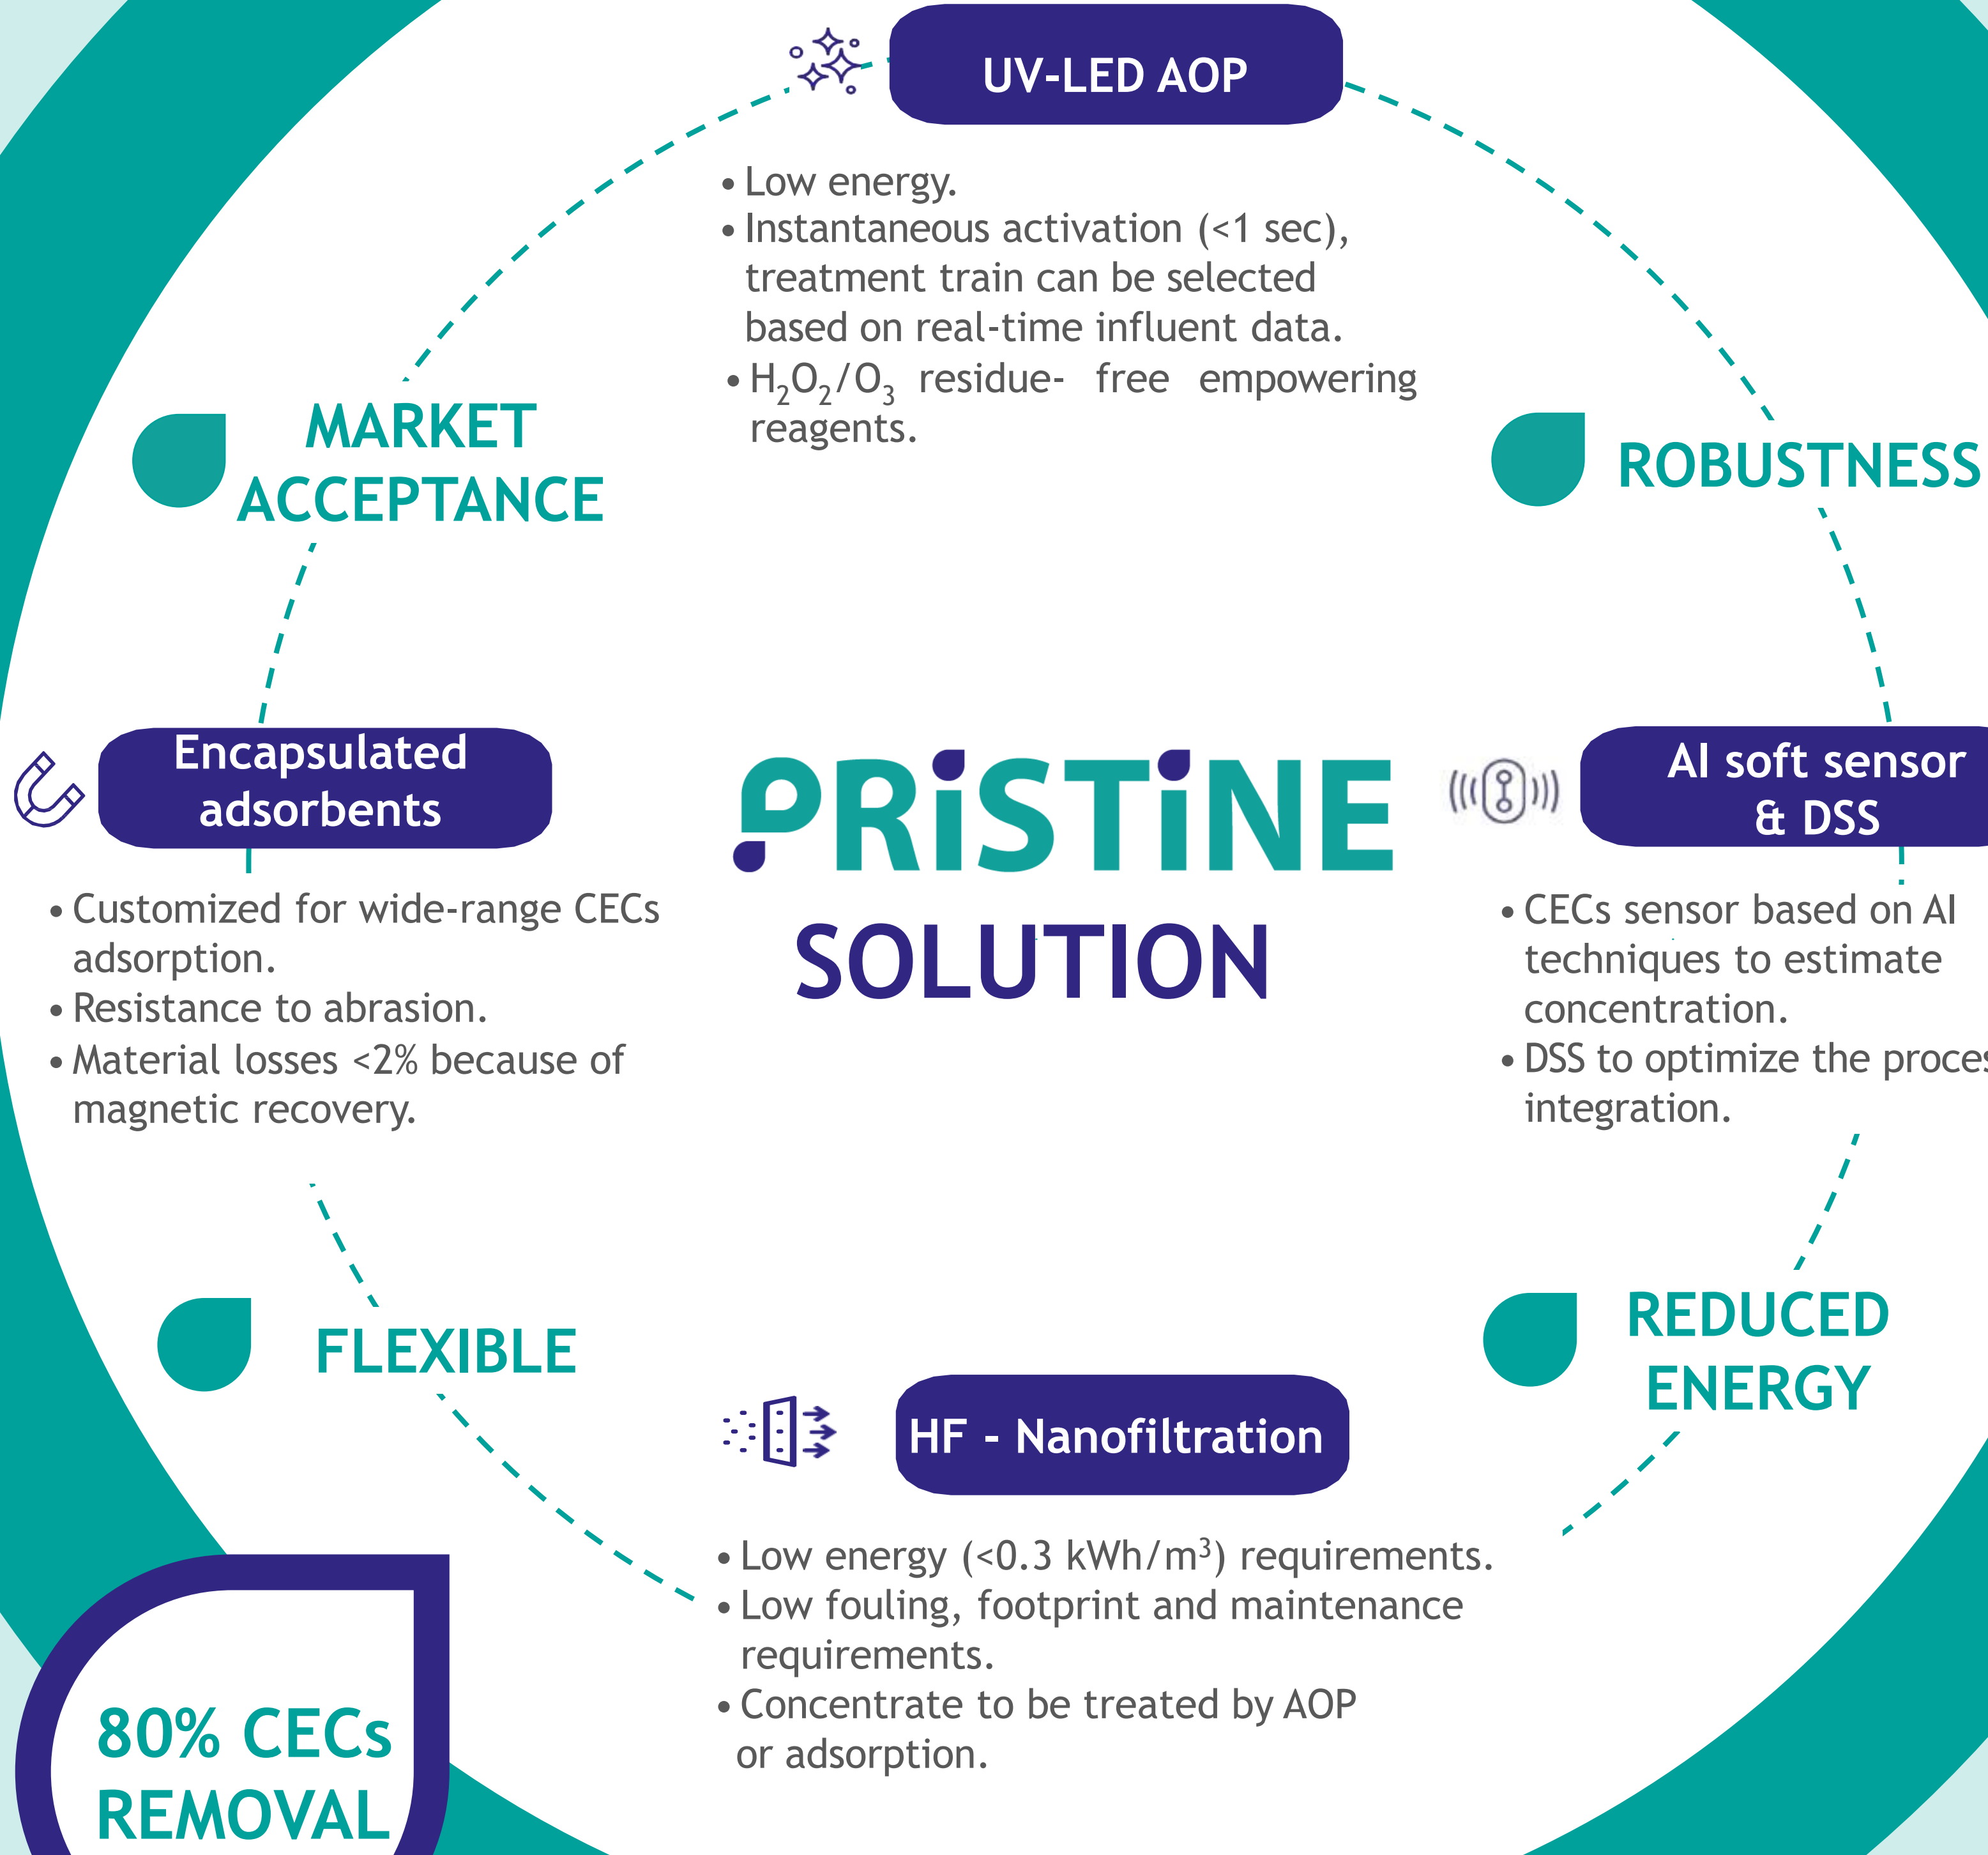 UV-LED AOP
• Low energy.
• Instantaneous activation (<1 sec),
treatment train can be selected
based on real-time influent data.
• H₂O₂/O₃ residue- free empowering
reagents.
MARKET
ACCEPTANCE
ROBUSTNESS
Encapsulated
adsorbents
• Customized for wide-range CECs
adsorption.
• Resistance to abrasion.
• Material losses <2% because of
magnetic recovery.
PRiSTiNE
SOLUTION
AI soft sensor
& DSS
• CECs sensor based on AI
techniques to estimate
concentration.
• DSS to optimize the proces
integration.
FLEXIBLE
REDUCED
ENERGY
HF - Nanofiltration
• Low energy (<0.3 kWh/m³) requirements.
• Low fouling, footprint and maintenance
requirements.
• Concentrate to be treated by AOP
or adsorption.
80% CECs
REMOVAL